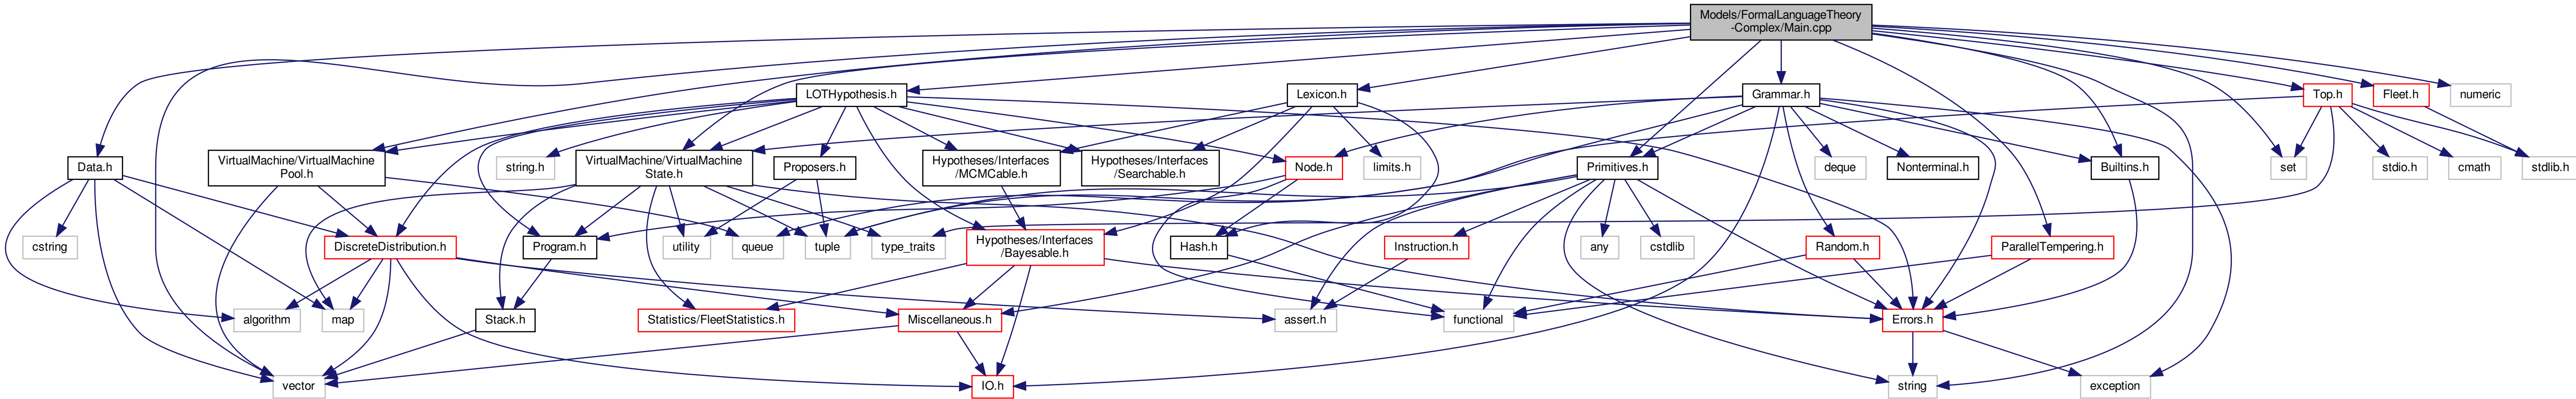 Models/FormalLanguageTheory
-Complex/Main.cpp
LOTHypothesis.h
Lexicon.h
Grammar.h
Top.h
Fleet.h
numeric
Data.h
VirtualMachine/VirtualMachine
Pool.h
string.h
VirtualMachine/VirtualMachine
State.h
Proposers.h
Hypotheses/Interfaces
/MCMCable.h
Hypotheses/Interfaces
/Searchable.h
Node.h
limits.h
Primitives.h
deque
Nonterminal.h
Builtins.h
set
stdio.h
cmath
stdlib.h
cstring
DiscreteDistribution.h
Program.h
utility
queue
tuple
type_traits
Hypotheses/Interfaces
/Bayesable.h
Hash.h
Instruction.h
any
cstdlib
Random.h
ParallelTempering.h
algorithm
map
Stack.h
Statistics/FleetStatistics.h
Miscellaneous.h
assert.h
functional
Errors.h
vector
IO.h
string
exception